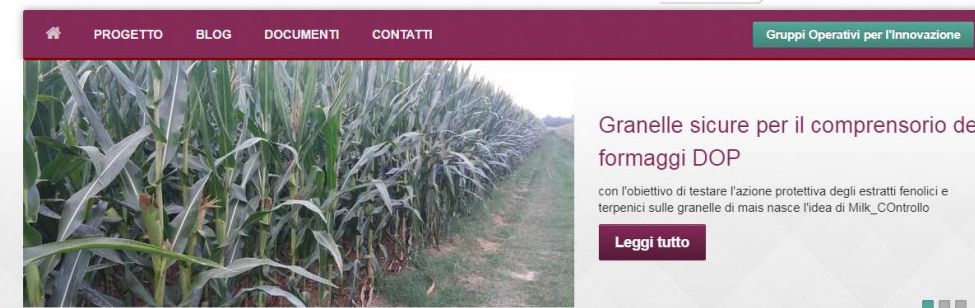 PROGETTO BLOG DOCUMENTI CONTATTI Gruppi Operativi per l'Innovazione
Granelle sicure per il comprensorio de
formaggi DOP
con l'obiettivo di testare l'azione protettiva degli estratti fenolici e
terpenici sulle granelle di mais nasce l'idea di Milk_COntrollo
Leggi tutto